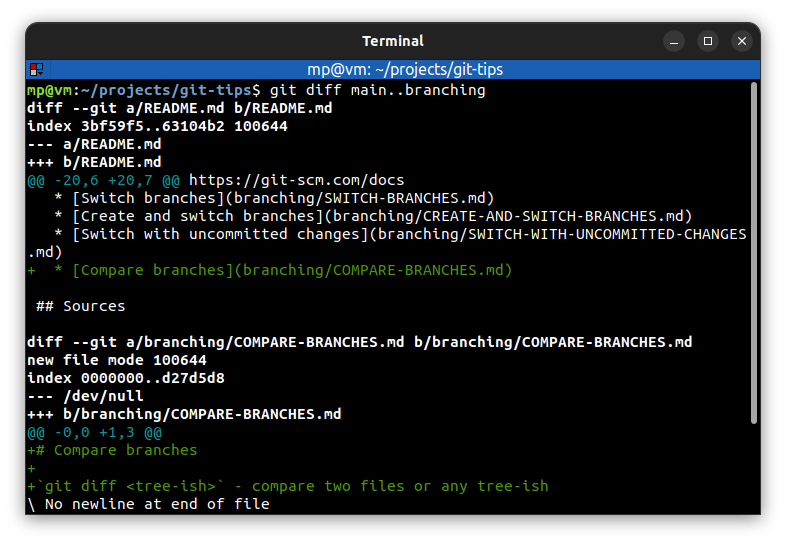 Terminal
mp@vm: ~/projects/git-tips
mp@vm:~/projects/git-tips$ git diff main..branching
diff --git a/README.md b/README.md
index 3bf59f5..63104b2 100644
--- a/README.md
+++ b/README.md
@@ -20,6 +20,7 @@ https://git-scm.com/docs
   * [Switch branches](branching/SWITCH-BRANCHES.md)
   * [Create and switch branches](branching/CREATE-AND-SWITCH-BRANCHES.md)
   * [Switch with uncommitted changes](branching/SWITCH-WITH-UNCOMMITTED-CHANGES
.md)
+  * [Compare branches](branching/COMPARE-BRANCHES.md)
 ## Sources
diff --git a/branching/COMPARE-BRANCHES.md b/branching/COMPARE-BRANCHES.md
new file mode 100644
index 0000000..d27d5d8
--- /dev/null
+++ b/branching/COMPARE-BRANCHES.md
@@ -0,0 +1,3 @@
+# Compare branches
+
+`git diff <tree-ish>` - compare two files or any tree-ish
\ No newline at end of file